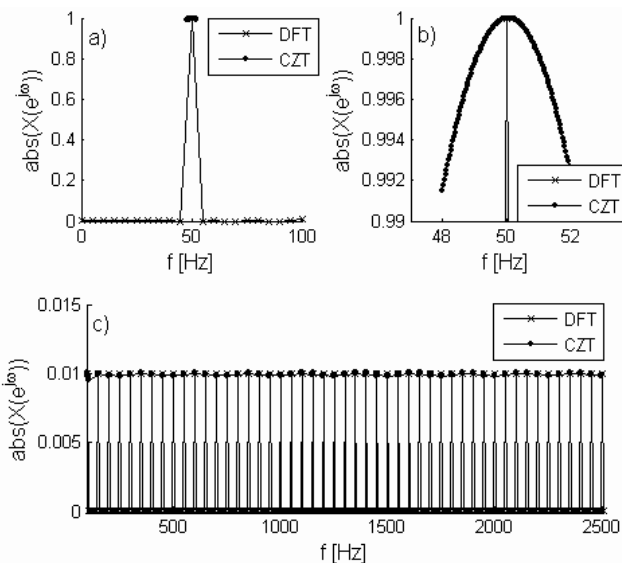 a)
1
0.8
0.6
0.4
0.2
0
abs(X(e^jω))
0 50 100
f [Hz]
DFT
CZT
b)
1
0.998
0.996
0.994
0.992
0.99
abs(X(e^jω))
48 50 52
f [Hz]
DFT
CZT
c)
0.015
0.01
0.005
0
abs(X(e^jω))
500 1000 1500 2000 2500
f [Hz]
DFT
CZT